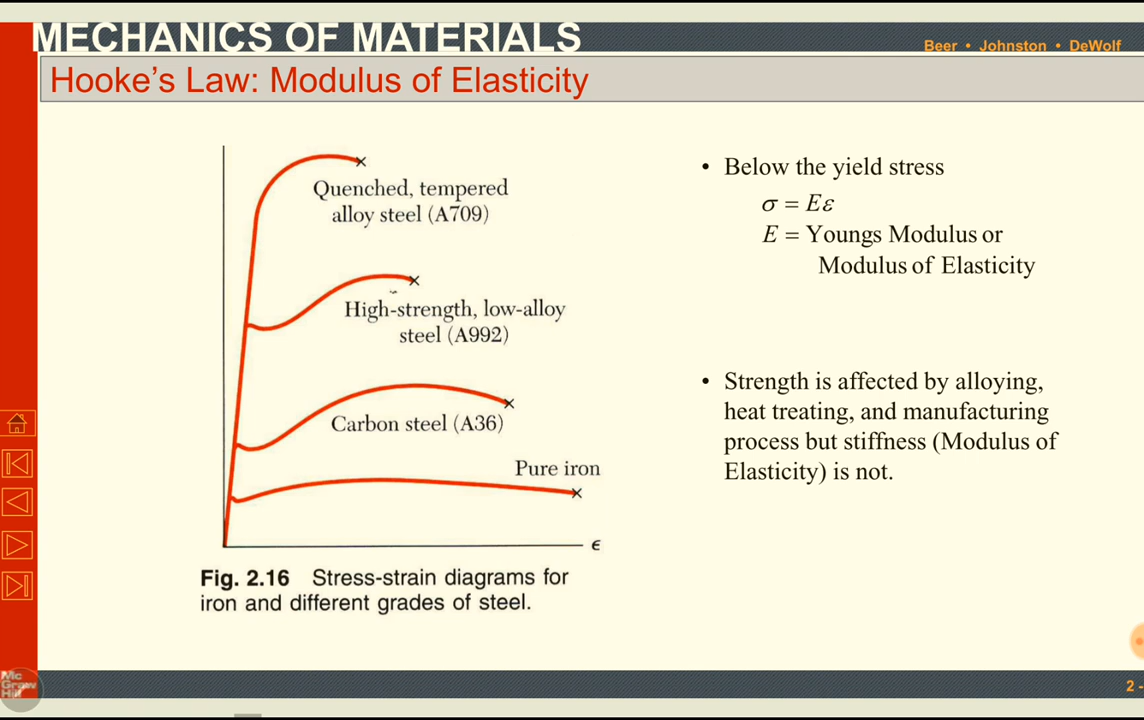 MECHANICS OF MATERIALS
Beer • Johnston • DeWolf
Hooke's Law: Modulus of Elasticity
Quenched, tempered
alloy steel (A709)
High-strength, low-alloy
steel (A992)
Carbon steel (A36)
Pure iron
ϵ
Fig. 2.16 Stress-strain diagrams for
iron and different grades of steel.
• Below the yield stress
σ = Eε
E = Youngs Modulus or
Modulus of Elasticity
• Strength is affected by alloying,
heat treating, and manufacturing
process but stiffness (Modulus of
Elasticity) is not.
Mc
Graw
Hill
2 -